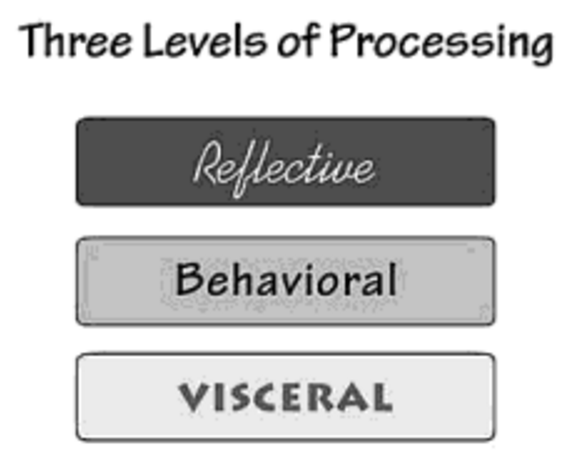 Three Levels of Processing
Reflective
Behavioral
VISCERAL